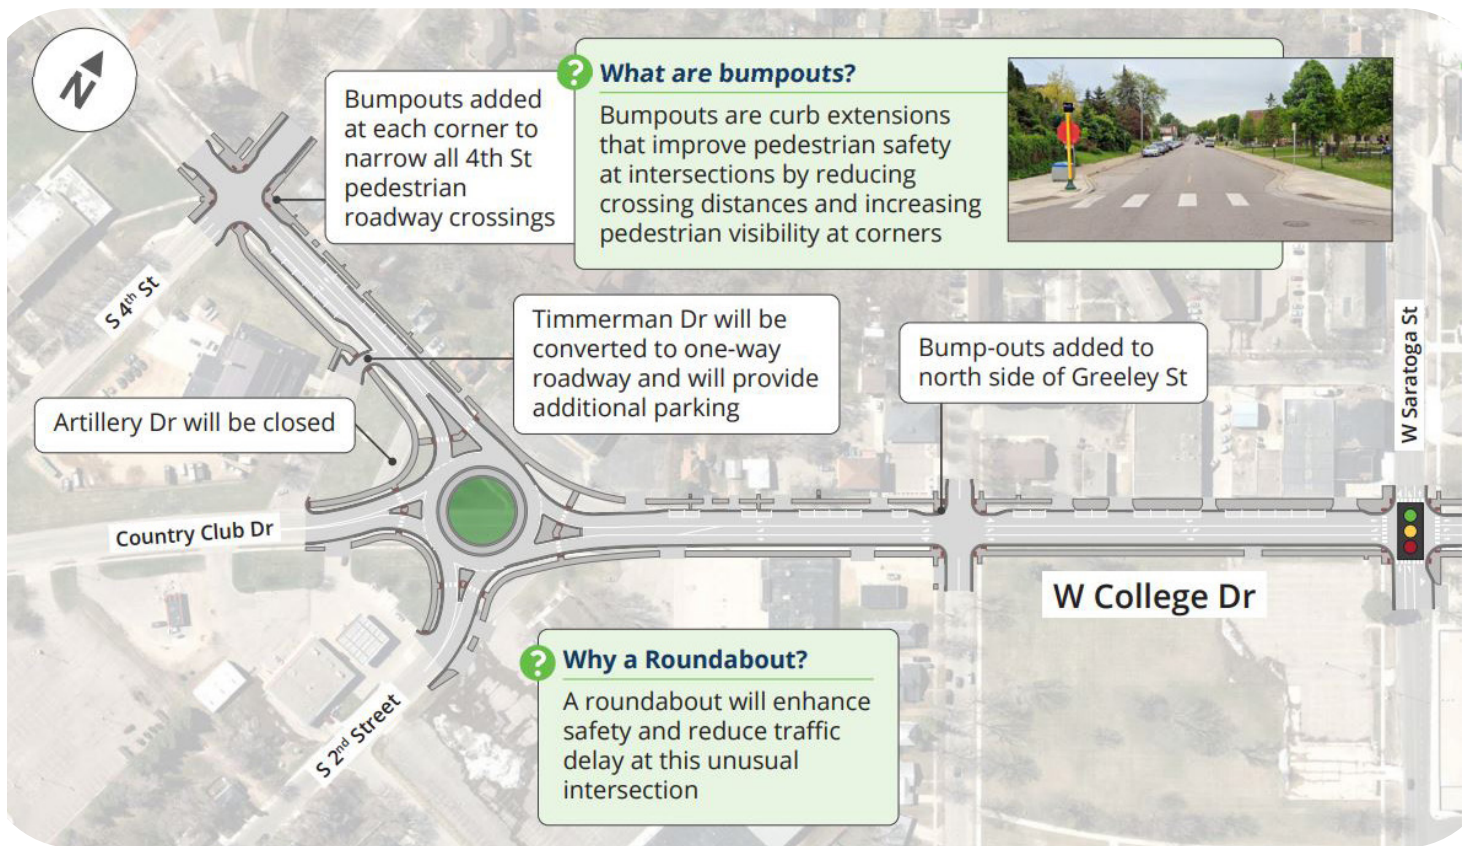 N
Bumpouts added
at each corner to
narrow all 4th St
pedestrian
roadway crossings
What are bumpouts?
Bumpouts are curb extensions
that improve pedestrian safety
at intersections by reducing
crossing distances and increasing
pedestrian visibility at corners
S 4th St
Timmerman Dr will be
converted to one-way
roadway and will provide
additional parking
Bump-outs added to
north side of Greeley St
W Saratoga St
Artillery Dr will be closed
Country Club Dr
W College Dr
S 2nd Street
Why a Roundabout?
A roundabout will enhance
safety and reduce traffic
delay at this unusual
intersection